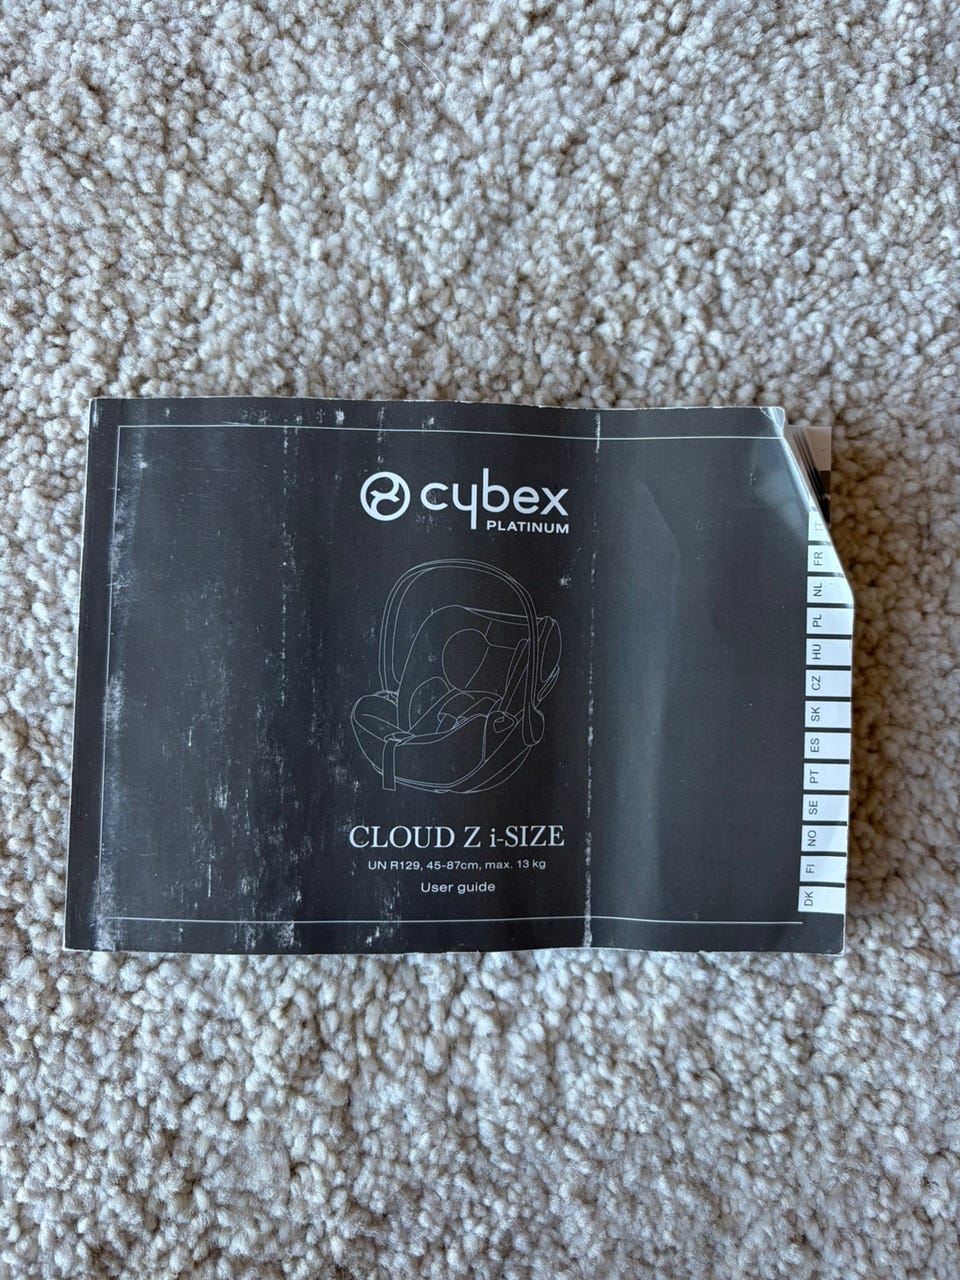 cybex
PLATINUM
CLOUD Z i-SIZE
UN R129, 45-87cm, max. 13 kg
User guide
IT
FR
NL
PL
HU
CZ
SK
ES
PT
SE
NO
FI
DK